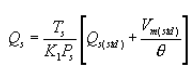 Q_s = \frac{T_s}{K_1 P_s} \left[ Q_{s(std)} + \frac{V_{m(std)}}{\theta} \right]